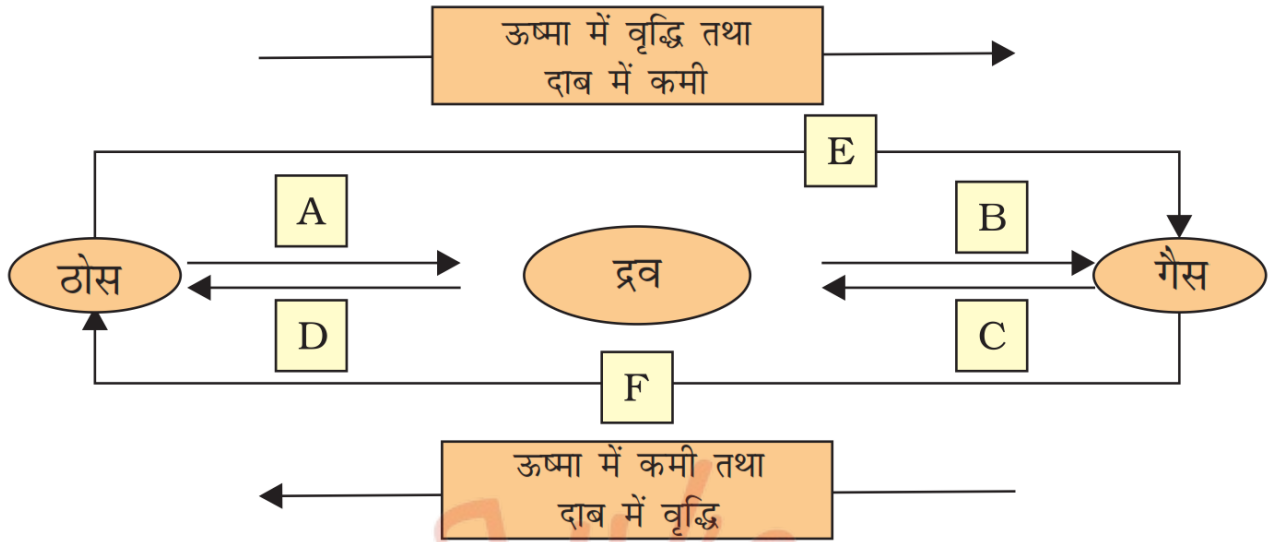 ऊष्मा में वृद्धि तथा
दाब में कमी
E
A
B
ठोस
द्रव
गैस
D
C
F
ऊष्मा में कमी तथा
दाब में वृद्धि